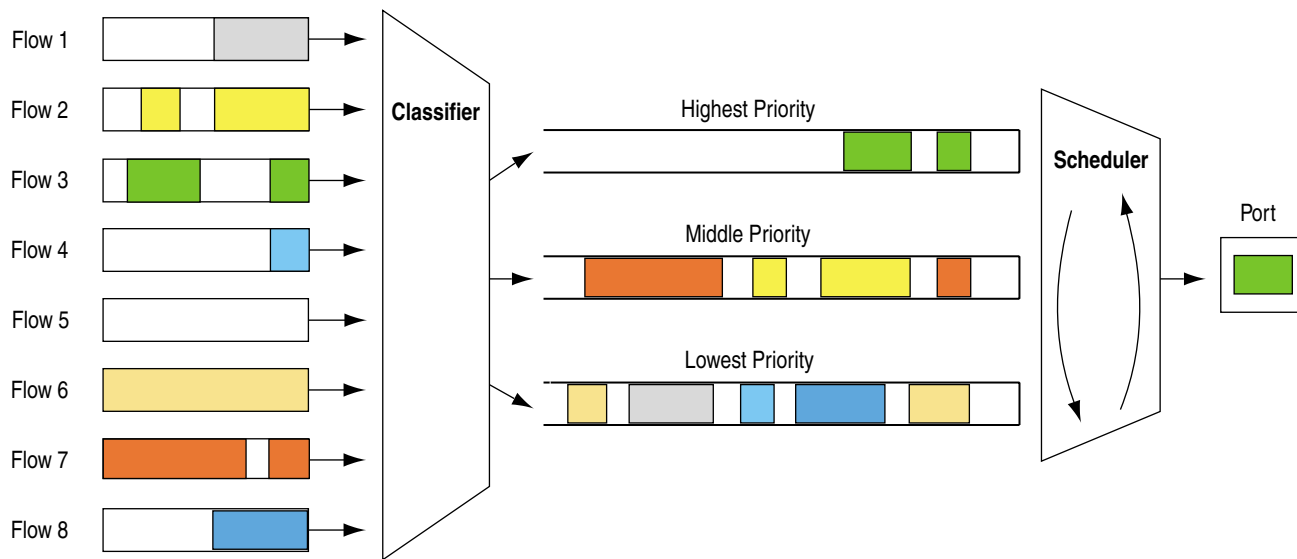 Flow 1
Flow 2
Flow 3
Flow 4
Flow 5
Flow 6
Flow 7
Flow 8
Classifier
Highest Priority
Middle Priority
Lowest Priority
Scheduler
Port